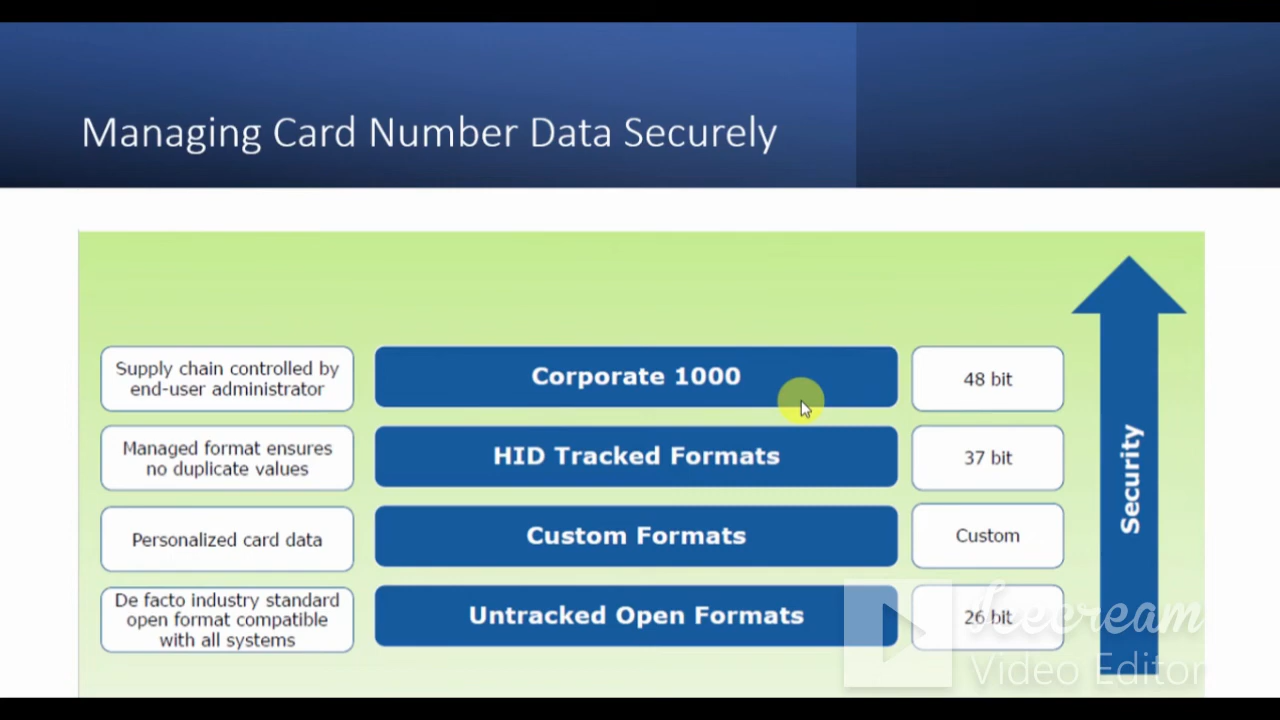 Managing Card Number Data Securely
Supply chain controlled by
end-user administrator
Corporate 1000
48 bit
Managed format ensures
no duplicate values
HID Tracked Formats
37 bit
Personalized card data
Custom Formats
Custom
De facto industry standard
open format compatible
with all systems
Untracked Open Formats
26 bit
Security
Icecream
Video Editor